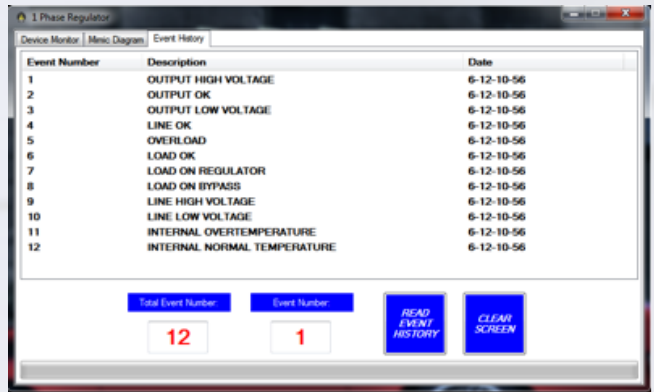 1 Phase Regulator
Device Monitor Mimic Diagram Event History
Event Number Description Date
1 OUTPUT HIGH VOLTAGE 6-12-10-56
2 OUTPUT OK 6-12-10-56
3 OUTPUT LOW VOLTAGE 6-12-10-56
4 LINE OK 6-12-10-56
5 OVERLOAD 6-12-10-56
6 LOAD OK 6-12-10-56
7 LOAD ON REGULATOR 6-12-10-56
8 LOAD ON BYPASS 6-12-10-56
9 LINE HIGH VOLTAGE 6-12-10-56
10 LINE LOW VOLTAGE 6-12-10-56
11 INTERNAL OVERTEMPERATURE 6-12-10-56
12 INTERNAL NORMAL TEMPERATURE 6-12-10-56
Total Event Number: Event Number:
12 1
READ
EVENT
HISTORY
CLEAR
SCREEN